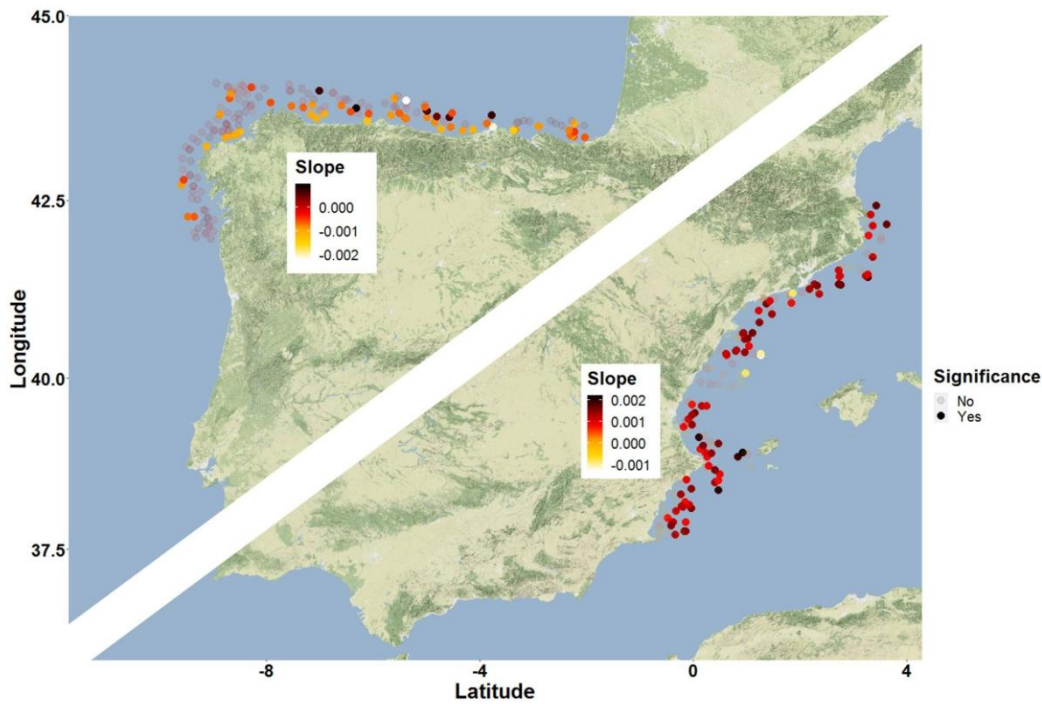 45.0
42.5
40.0
37.5
Longitude
Slope
0.000
-0.001
-0.002
Slope
0.002
0.001
0.000
-0.001
Significance
No
Yes
-8
-4
0
4
Latitude